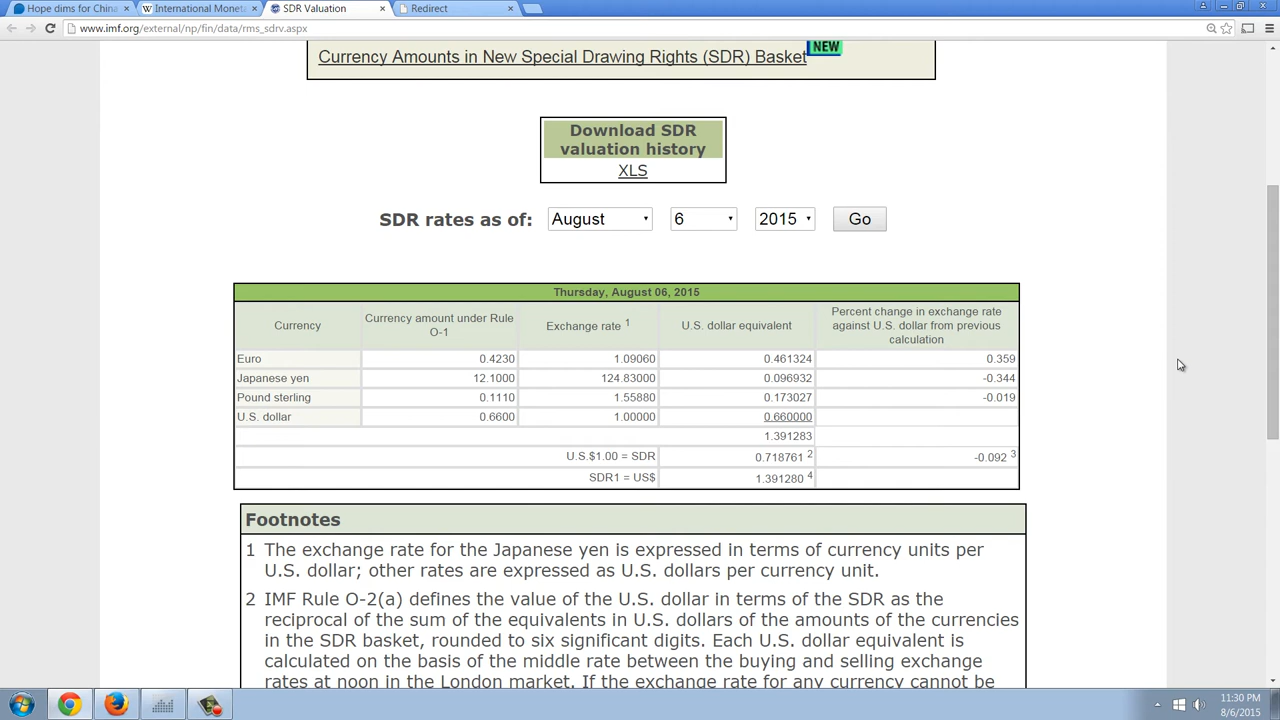 Hope dims for China
International Moneta
SDR Valuation
Redirect
www.imf.org/external/np/fin/data/rms_sdrv.aspx
Currency Amounts in New Special Drawing Rights (SDR) Basket
NEW
Download SDR
valuation history
XLS
SDR rates as of: August 6 2015 Go
Thursday, August 06, 2015
Currency
Currency amount under Rule
O-1
Exchange rate 1
U.S. dollar equivalent
Percent change in exchange rate
against U.S. dollar from previous
calculation
Euro 0.4230 1.09060 0.461324 0.359
Japanese yen 12.1000 124.83000 0.096932 -0.344
Pound sterling 0.1110 1.55880 0.173027 -0.019
U.S. dollar 0.6600 1.00000 0.660000
1.391283
U.S.$1.00 = SDR 0.718761 2 -0.092 3
SDR1 = US$ 1.391280 4
Footnotes
1 The exchange rate for the Japanese yen is expressed in terms of currency units per
U.S. dollar; other rates are expressed as U.S. dollars per currency unit.
2 IMF Rule O-2(a) defines the value of the U.S. dollar in terms of the SDR as the
reciprocal of the sum of the equivalents in U.S. dollars of the amounts of the currencies
in the SDR basket, rounded to six significant digits. Each U.S. dollar equivalent is
calculated on the basis of the middle rate between the buying and selling exchange
rates at noon in the London market. If the exchange rate for any currency cannot be
11:30 PM
8/6/2015